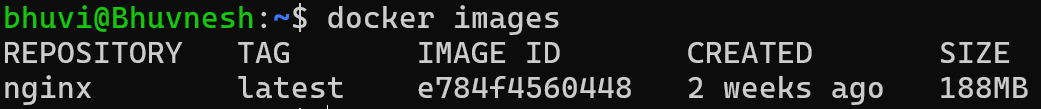 bhuvi@Bhuvnesh:~$ docker images
REPOSITORY   TAG       IMAGE ID       CREATED       SIZE
nginx        latest    e784f4560448   2 weeks ago   188MB